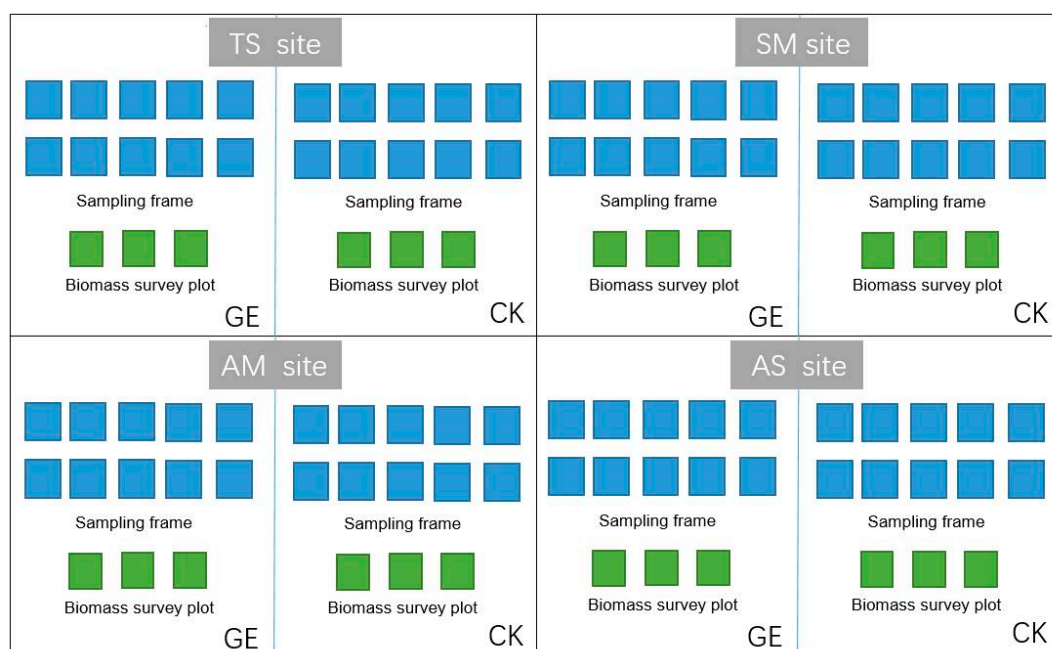 TS site
SM site
Sampling frame
Sampling frame
Sampling frame
Sampling frame
Biomass survey plot
Biomass survey plot
Biomass survey plot
Biomass survey plot
GE
CK
GE
CK
AM site
AS site
Sampling frame
Sampling frame
Sampling frame
Sampling frame
Biomass survey plot
Biomass survey plot
Biomass survey plot
Biomass survey plot
GE
CK
GE
CK